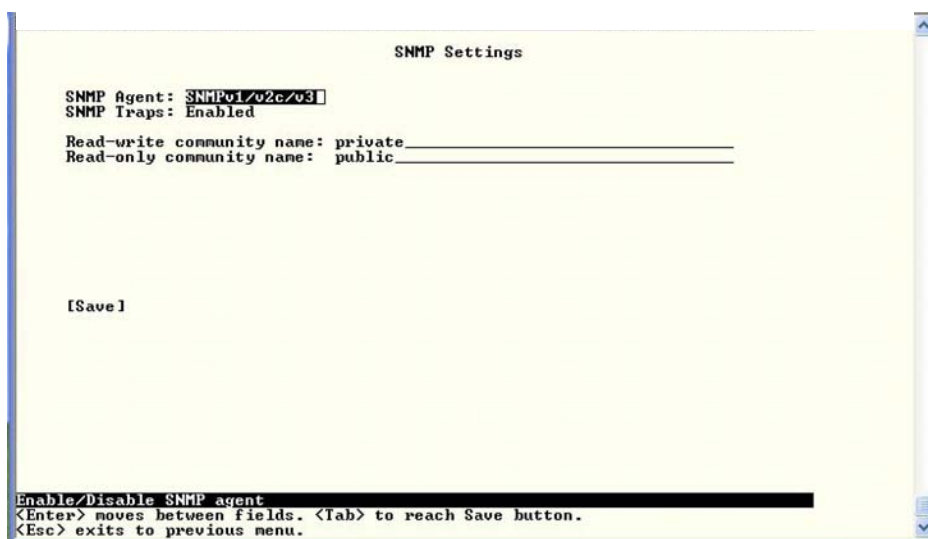 SNMP Settings
SNMP Agent: SNMPv1/v2c/v3
SNMP Traps: Enabled
Read-write community name: private
Read-only community name: public
[Save]
Enable/Disable SNMP agent
<Enter> moves between fields. <Tab> to reach Save button.
<Esc> exits to previous menu.